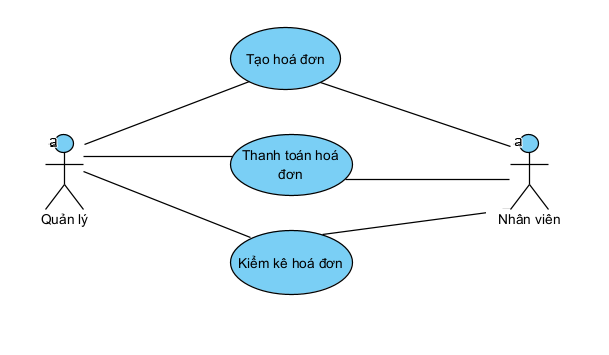 Tạo hoá đơn
a
a
Thanh toán hoá
đơn
Quản lý
Nhân viên
Kiểm kê hoá đơn